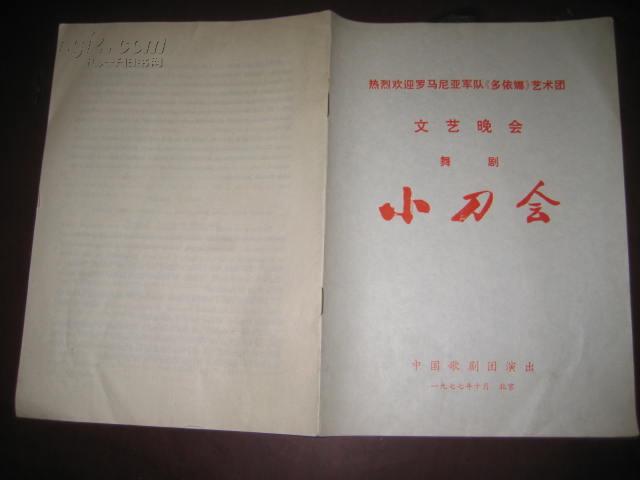 热烈欢迎罗马尼亚军队《多依娜》艺术团
文艺晚会
舞剧
小刀会
中国歌剧团演出
一九七七年十月 北京